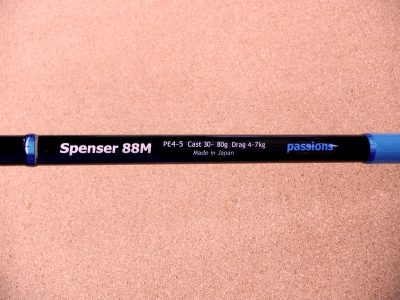 Spenser 88M PE4-5 Cast 30- 80g Drag 4-7kg passions
Made in Japan